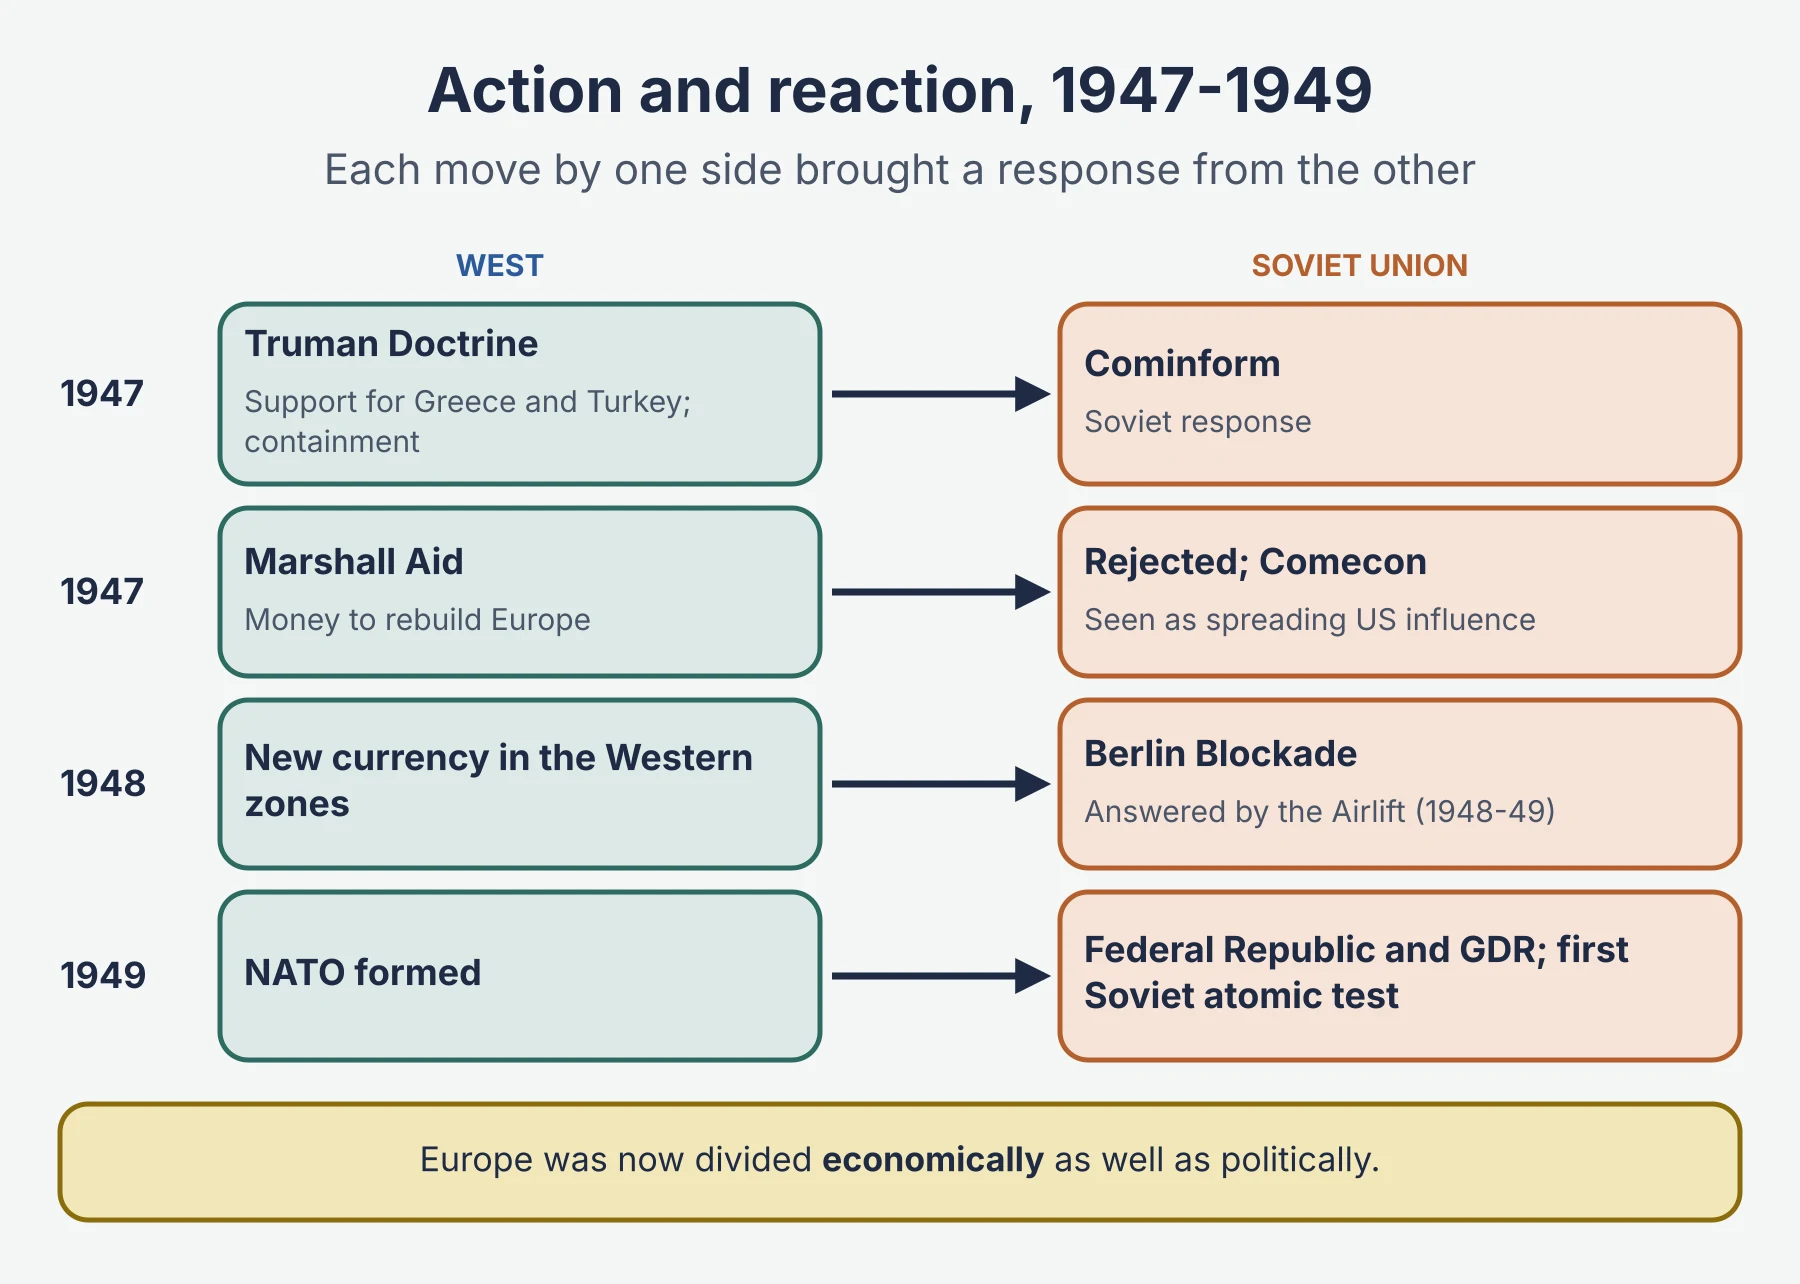 Action and reaction, 1947-1949
Each move by one side brought a response from the other
WEST
SOVIET UNION
1947
Truman Doctrine
Support for Greece and Turkey;
containment
Cominform
Soviet response
1947
Marshall Aid
Money to rebuild Europe
Rejected; Comecon
Seen as spreading US influence
1948
New currency in the Western
zones
Berlin Blockade
Answered by the Airlift (1948-49)
1949
NATO formed
Federal Republic and GDR; first
Soviet atomic test
Europe was now divided economically as well as politically.